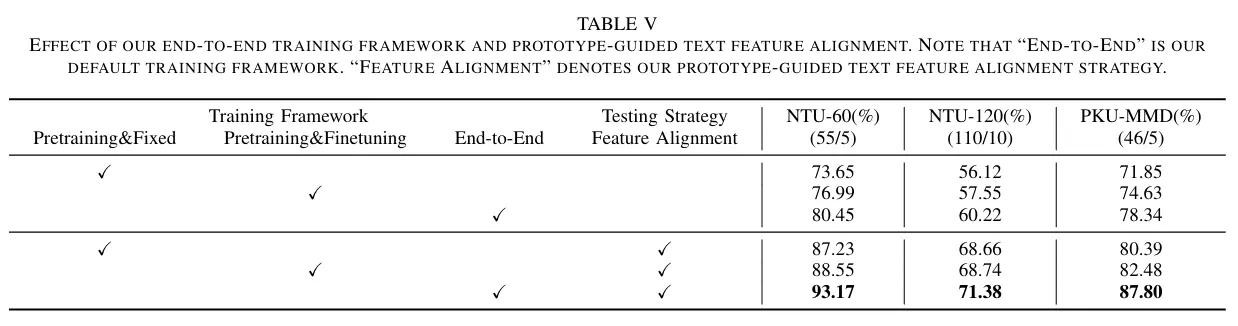 TABLE V
EFFECT OF OUR END-TO-END TRAINING FRAMEWORK AND PROTOTYPE-GUIDED TEXT FEATURE ALIGNMENT. NOTE THAT “END-TO-END” IS OUR
DEFAULT TRAINING FRAMEWORK. “FEATURE ALIGNMENT” DENOTES OUR PROTOTYPE-GUIDED TEXT FEATURE ALIGNMENT STRATEGY.
Training Framework Testing Strategy NTU-60(%) NTU-120(%) PKU-MMD(%)
Pretraining&Fixed Pretraining&Finetuning End-to-End Feature Alignment (55/5) (110/10) (46/5)
✓ 73.65 56.12 71.85
✓ 76.99 57.55 74.63
✓ 80.45 60.22 78.34
✓ ✓ 87.23 68.66 80.39
✓ ✓ 88.55 68.74 82.48
✓ ✓ 93.17 71.38 87.80